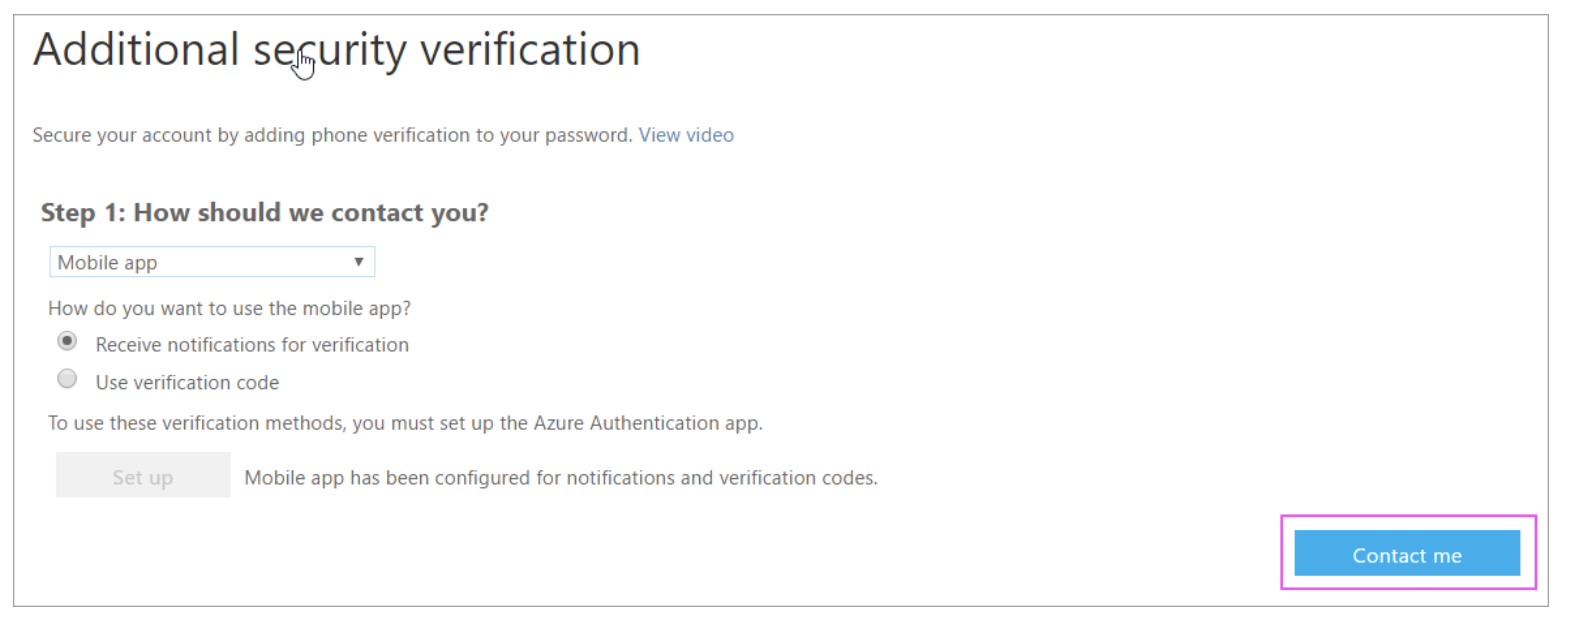 Additional security verification
Secure your account by adding phone verification to your password. View video
Step 1: How should we contact you?
Mobile app
How do you want to use the mobile app?
Receive notifications for verification
Use verification code
To use these verification methods, you must set up the Azure Authentication app.
Set up Mobile app has been configured for notifications and verification codes.
Contact me